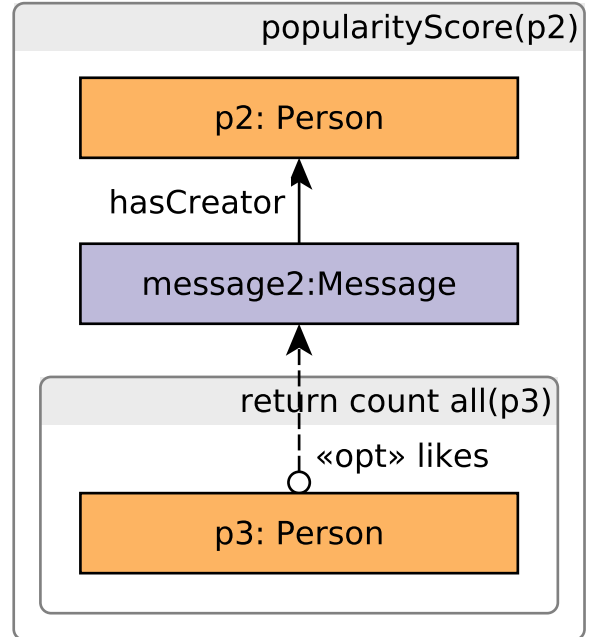 popularityScore(p2)
p2: Person
hasCreator
message2:Message
return count all(p3)
«opt» likes
p3: Person